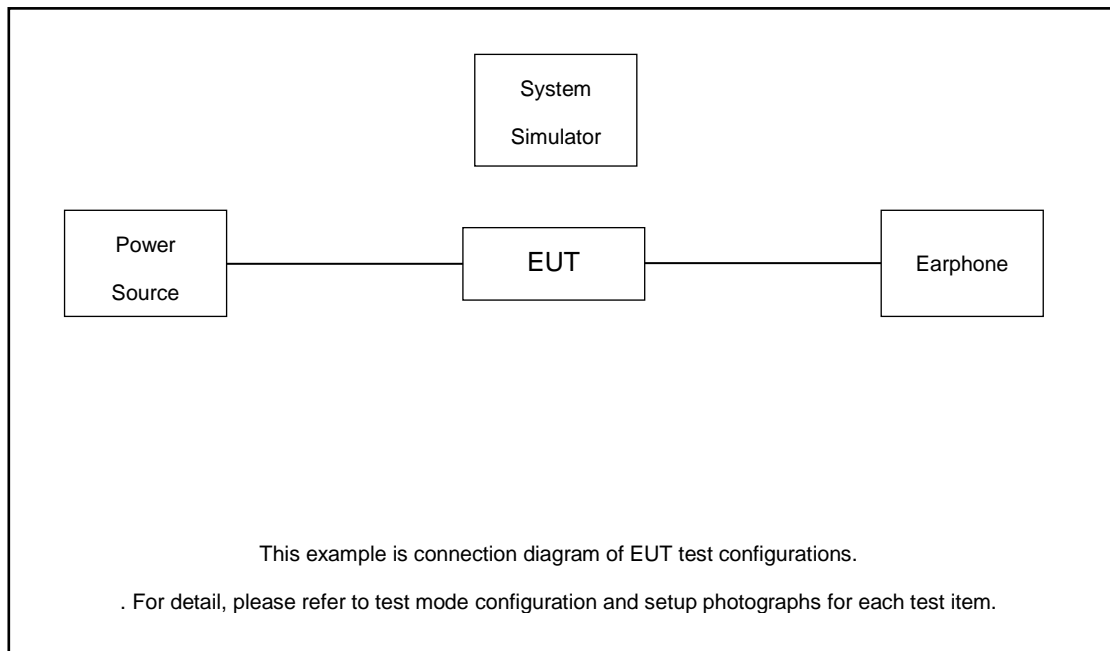 System
Simulator
Power
Source
EUT
Earphone
This example is connection diagram of EUT test configurations.
. For detail, please refer to test mode configuration and setup photographs for each test item.